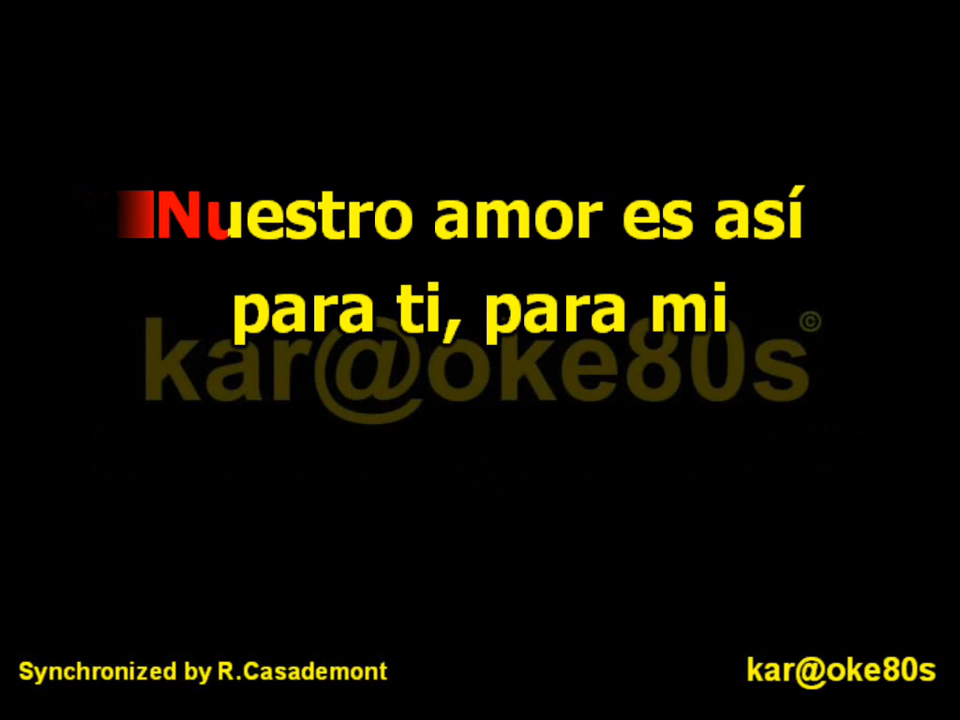 Nuestro amor es así
para ti, para mi
kar@oke80s ©
Synchronized by R.Casademont
kar@oke80s